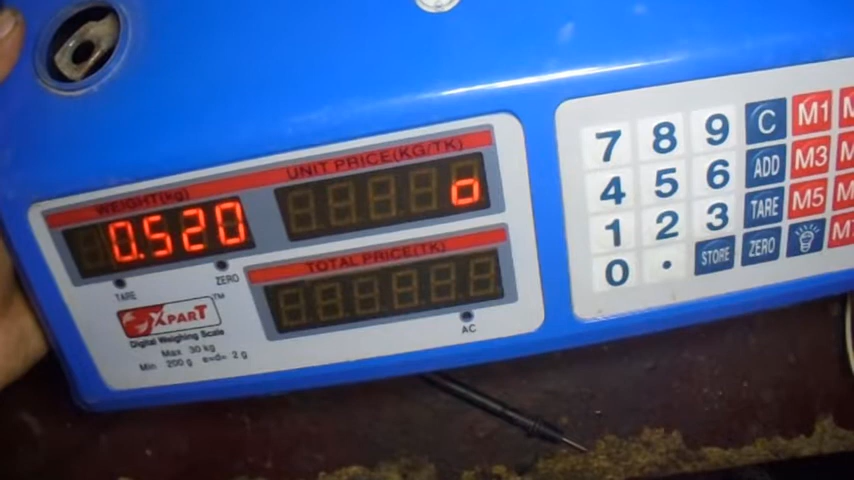 WEIGHT(kg)
UNIT PRICE(KG/TK)
0.520
0
TARE
ZERO
TOTAL PRICE(TK)
XPART™
Digital Weighing Scale
Max 30 kg
Min 200 g e=d= 2 g
AC
7 8 9 C M1
4 5 6 ADD M3
1 2 3 TARE M5
0 . STORE ZERO